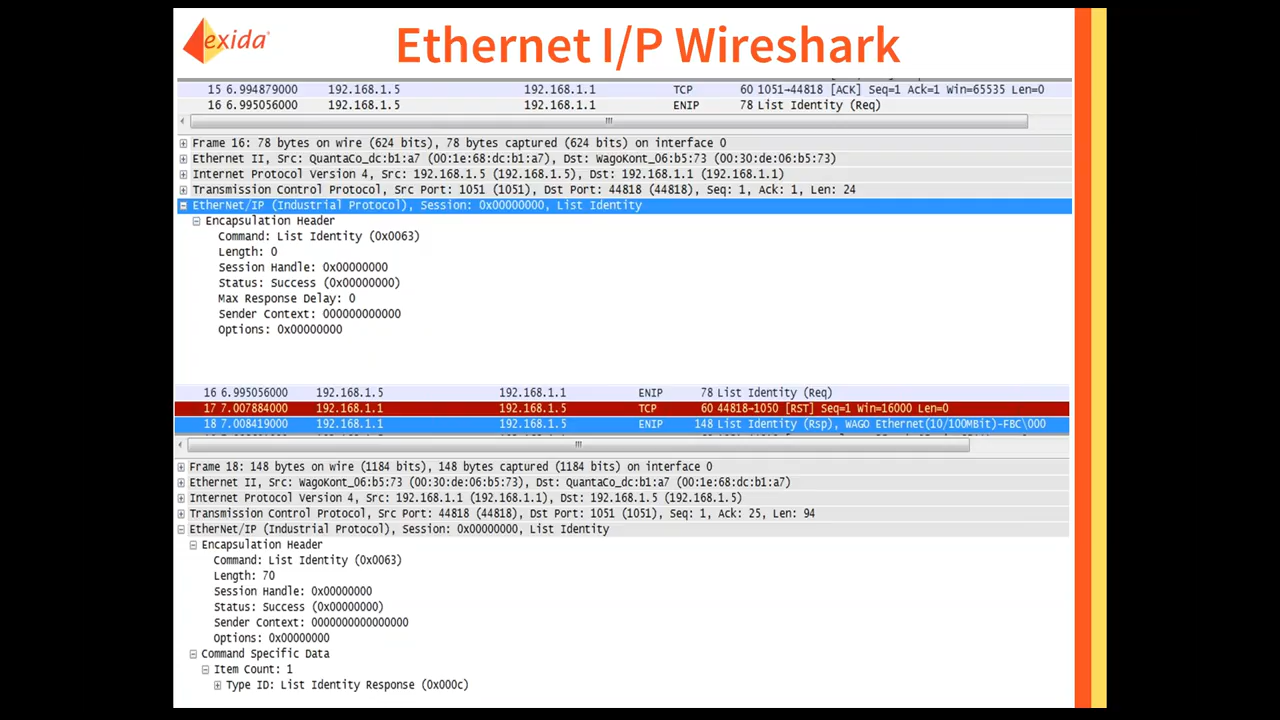 exida
Ethernet I/P Wireshark
15 6.994879000 192.168.1.5 192.168.1.1 TCP 60 1051→44818 [ACK] Seq=1 Ack=1 Win=65535 Len=0
16 6.995056000 192.168.1.5 192.168.1.1 ENIP 78 List Identity (Req)
Frame 16: 78 bytes on wire (624 bits), 78 bytes captured (624 bits) on interface 0
Ethernet II, Src: QuantaCo_dc:b1:a7 (00:1e:68:dc:b1:a7), Dst: WagoKont_06:b5:73 (00:30:de:06:b5:73)
Internet Protocol Version 4, Src: 192.168.1.5 (192.168.1.5), Dst: 192.168.1.1 (192.168.1.1)
Transmission Control Protocol, Src Port: 1051 (1051), Dst Port: 44818 (44818), Seq: 1, Ack: 1, Len: 24
EtherNet/IP (Industrial Protocol), Session: 0x00000000, List Identity
Encapsulation Header
Command: List Identity (0x0063)
Length: 0
Session Handle: 0x00000000
Status: Success (0x00000000)
Max Response Delay: 0
Sender Context: 000000000000
Options: 0x00000000
16 6.995056000 192.168.1.5 192.168.1.1 ENIP 78 List Identity (Req)
17 7.007884000 192.168.1.1 192.168.1.5 TCP 60 44818→1050 [RST] Seq=1 Win=16000 Len=0
18 7.008419000 192.168.1.1 192.168.1.5 ENIP 148 List Identity (Rsp), WAGO Ethernet(10/100MBit)-FBC\000
Frame 18: 148 bytes on wire (1184 bits), 148 bytes captured (1184 bits) on interface 0
Ethernet II, Src: WagoKont_06:b5:73 (00:30:de:06:b5:73), Dst: QuantaCo_dc:b1:a7 (00:1e:68:dc:b1:a7)
Internet Protocol Version 4, Src: 192.168.1.1 (192.168.1.1), Dst: 192.168.1.5 (192.168.1.5)
Transmission Control Protocol, Src Port: 44818 (44818), Dst Port: 1051 (1051), Seq: 1, Ack: 25, Len: 94
EtherNet/IP (Industrial Protocol), Session: 0x00000000, List Identity
Encapsulation Header
Command: List Identity (0x0063)
Length: 70
Session Handle: 0x00000000
Status: Success (0x00000000)
Sender Context: 0000000000000000
Options: 0x00000000
Command Specific Data
Item Count: 1
Type ID: List Identity Response (0x000c)